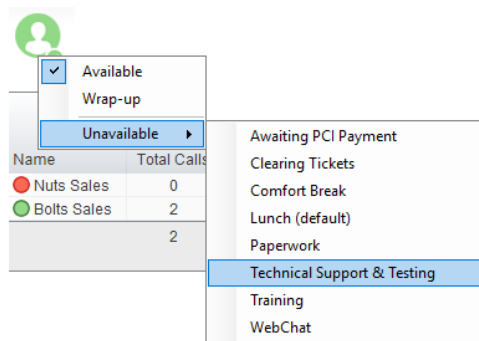 Available
Wrap-up
Unavailable
Awaiting PCI Payment
Name Total Calls
Clearing Tickets
Nuts Sales 0
Comfort Break
Bolts Sales 2
Lunch (default)
2
Paperwork
Technical Support & Testing
Training
WebChat